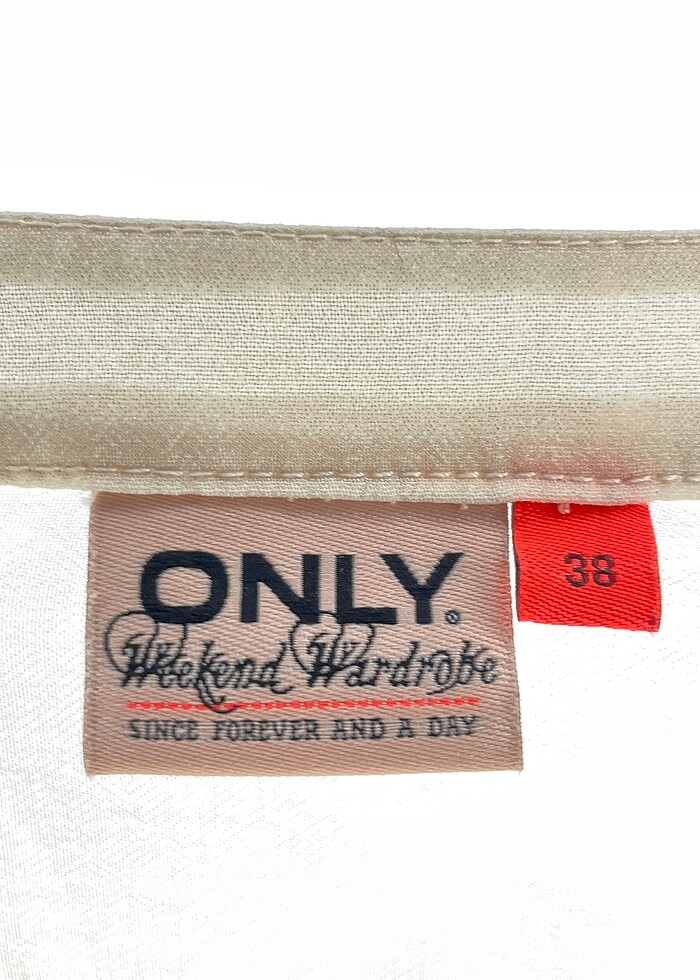 ONLY®
38
Weekend Wardrobe
SINCE FOREVER AND A DAY